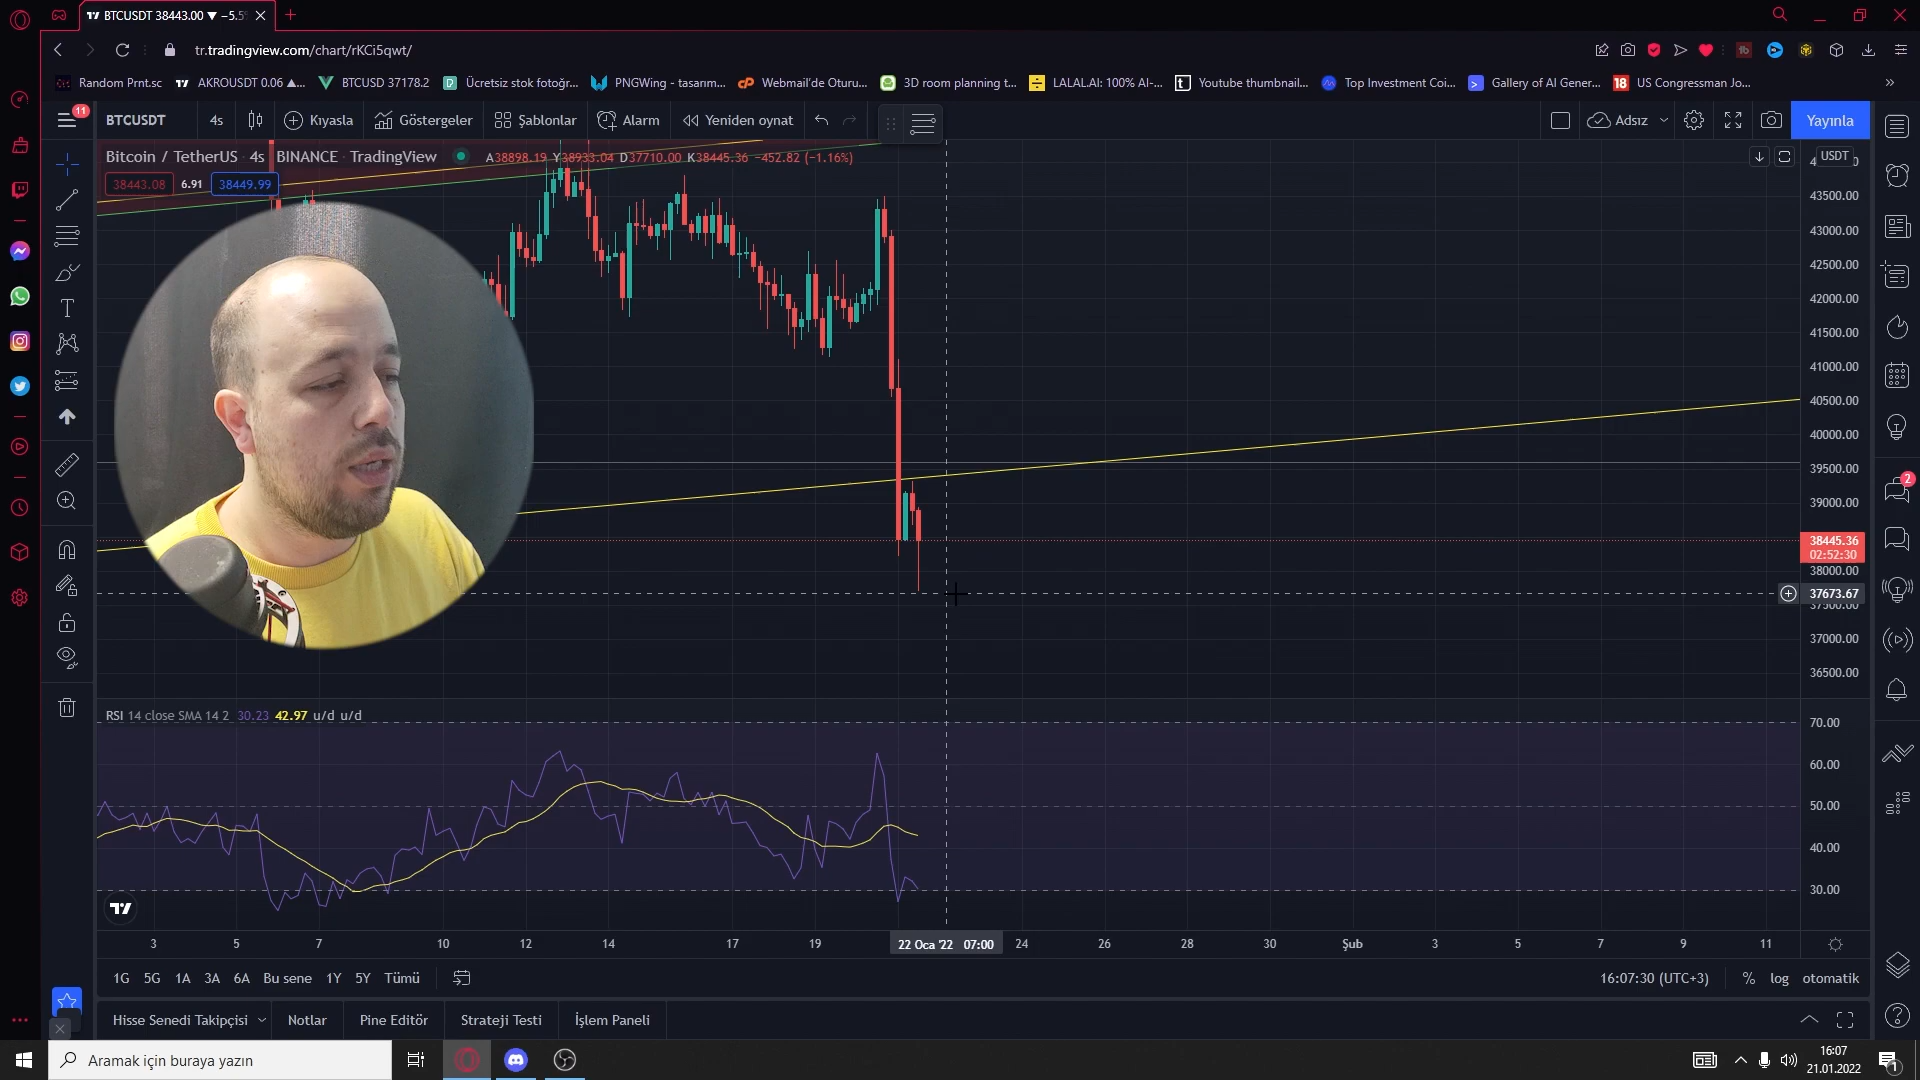 BTCUSDT 38443.00 ▼ −5.5
tr.tradingview.com/chart/rKCi5qwt/
Random Prnt.sc AKROUSDT 0.06 ▲... BTCUSD 37178.2 Ücretsiz stok fotoğr... PNGWing - tasarım... Webmail'de Oturu... 3D room planning t... LALAL.AI: 100% AI-... Youtube thumbnail... Top Investment Coi... Gallery of AI Gener... 18 US Congressman Jo... »
11 BTCUSDT 4s Kıyasla Göstergeler Şablonlar Alarm Yeniden oynat Adsız Yayınla
Bitcoin / TetherUS · 4s · BINANCE · TradingView A38898.19 Y38933.04 D37710.00 K38445.36 −452.82 (−1.16%) USDT
38443.08 6.91 38449.99
43500.00
43000.00
42500.00
42000.00
41500.00
41000.00
40500.00
40000.00
39500.00
39000.00
38445.36
02:52:30
38000.00
37673.67
37500.00
37000.00
36500.00
2
RSI 14 close SMA 14 2 30.23 42.97 u/d u/d
70.00
60.00
50.00
40.00
30.00
3 5 7 10 12 14 17 19 22 Oca '22 07:00 24 26 28 30 Şub 3 5 7 9 11
1G 5G 1A 3A 6A Bu sene 1Y 5Y Tümü 16:07:30 (UTC+3) % log otomatik
Hisse Senedi Takipçisi Notlar Pine Editör Strateji Testi İşlem Paneli
Aramak için buraya yazın 16:07
21.01.2022 1